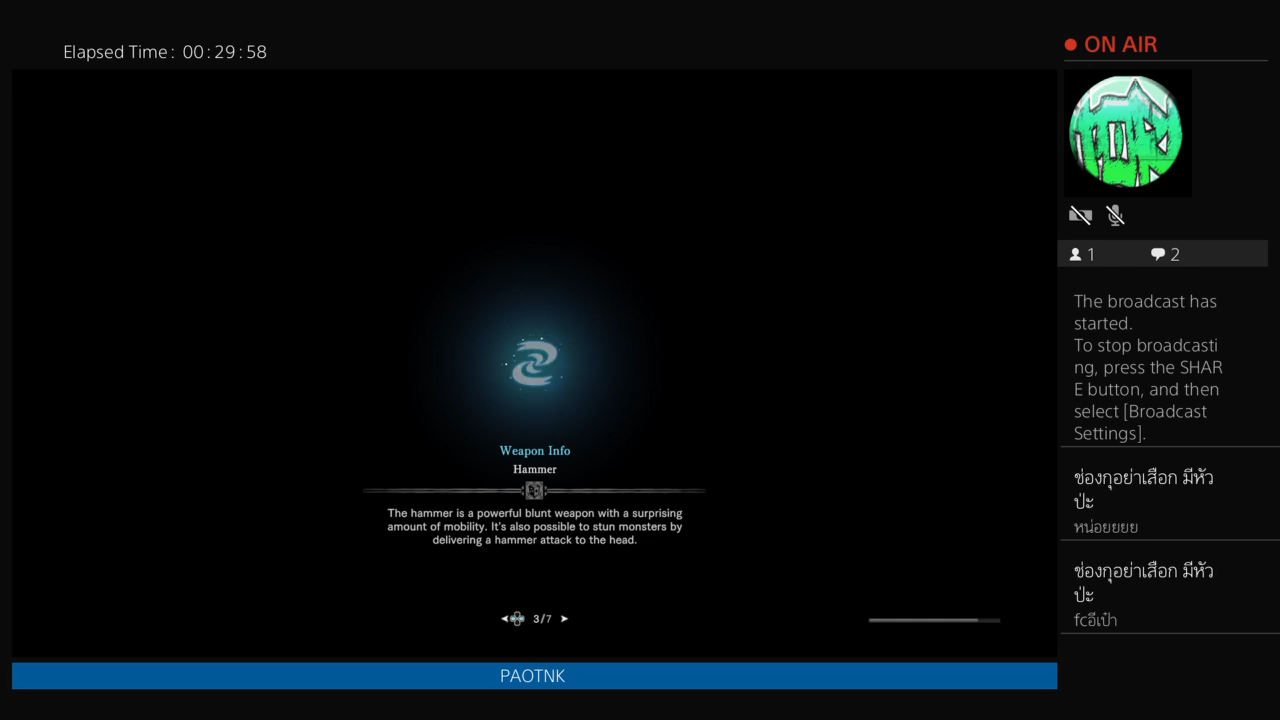 Elapsed Time: 00:29:58
ON AIR
1
2
The broadcast has
started.
To stop broadcasti
ng, press the SHAR
E button, and then
select [Broadcast
Settings].
ช่องกุอย่าเสือก มีหัว
ป่ะ
หน่อยยยย
ช่องกุอย่าเสือก มีหัว
ป่ะ
fcอีเป๋า
Weapon Info
Hammer
The hammer is a powerful blunt weapon with a surprising
amount of mobility. It's also possible to stun monsters by
delivering a hammer attack to the head.
3/7
PAOTNK